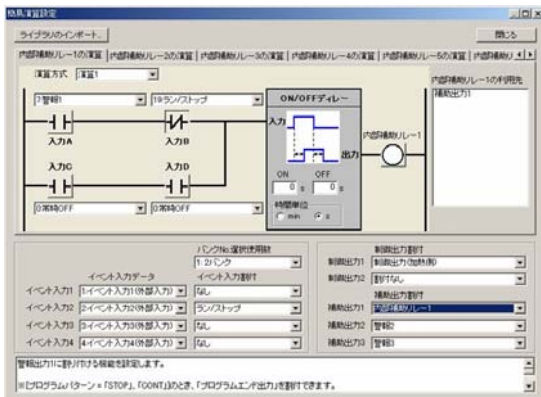 簡易演算設定
ライブラリのインポート..
閉じる
内部補助リレー1の演算 内部補助リレー2の演算 内部補助リレー3の演算 内部補助リレー4の演算 内部補助リレー5の演算 内部補助リ
演算方式 演算1
内部補助リレー1の利用先
補助出力1
7:警報1
19:ラン/ストップ
入力A
入力B
入力C
入力D
0:常時OFF
0:常時OFF
ON/OFFディレー
入力
出力
ON OFF
0 s 0 s
時間単位
min s
内部補助リレー1
バンクNo.選択使用数
1: 2バンク
イベント入力データ イベント入力割付
イベント入力1 1:イベント入力1(外部入力) なし
イベント入力2 2:イベント入力2(外部入力) ラン/ストップ
イベント入力3 3:イベント入力3(外部入力) なし
イベント入力4 4:イベント入力4(外部入力) なし
制御出力割付
制御出力1 制御出力(加熱側)
制御出力2 割付なし
補助出力割付
補助出力1 内部補助リレー1
補助出力2 警報2
補助出力3 警報3
警報出力1に割り付ける機能を設定します。
※[プログラムパターン = 「STOP」、「CONT」]のとき、「プログラムエンド出力」を割付できます。